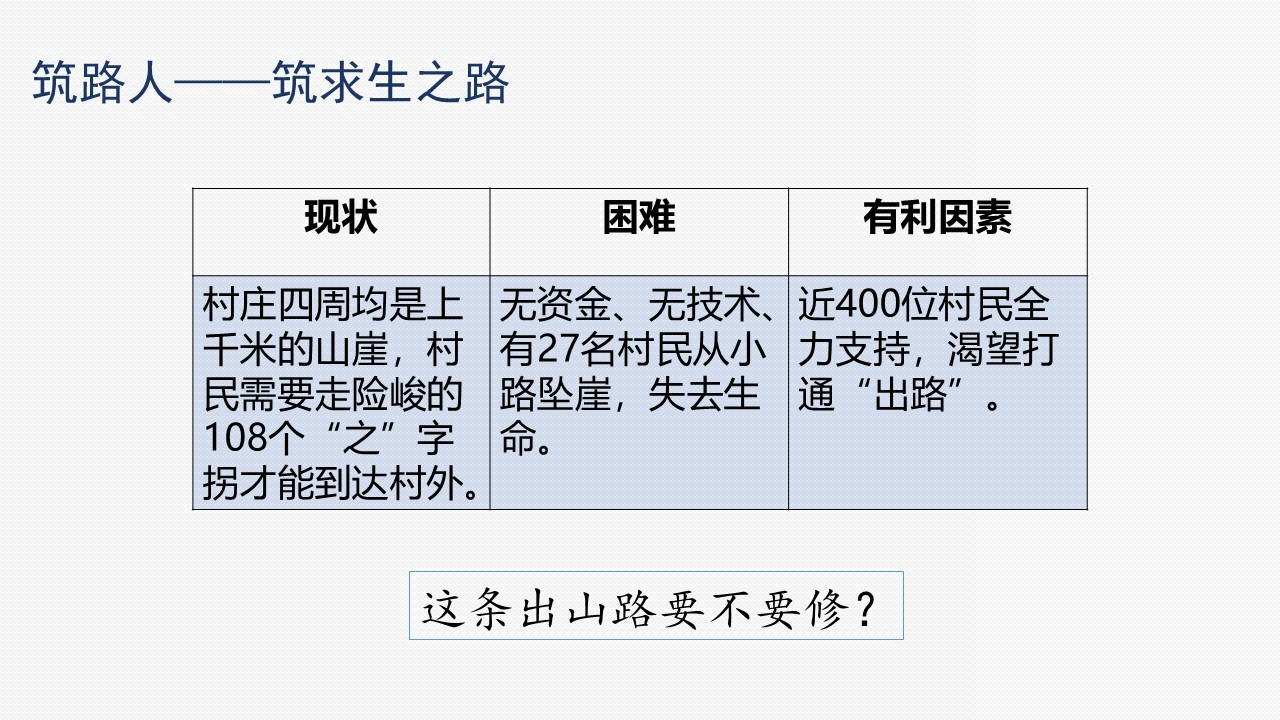 筑路人——筑求生之路
现状
困难
有利因素
村庄四周均是上
千米的山崖，村
民需要走险峻的
108个“之”字
拐才能到达村外。
无资金、无技术、
有27名村民从小
路坠崖，失去生
命。
近400位村民全
力支持，渴望打
通“出路”。
这条出山路要不要修？